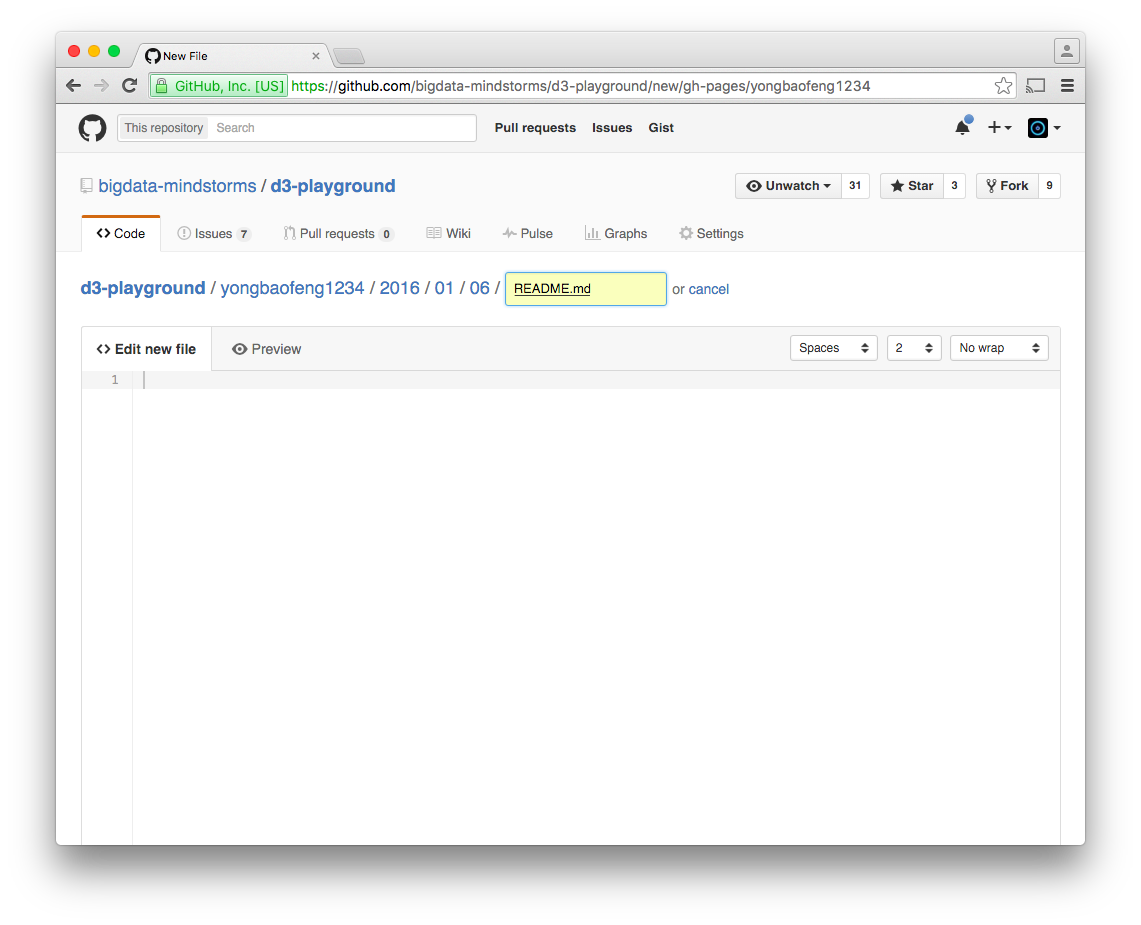 New File
GitHub, Inc. [US] https://github.com/bigdata-mindstorms/d3-playground/new/gh-pages/yongbaofeng1234
This repository Search Pull requests Issues Gist
bigdata-mindstorms / d3-playground Unwatch 31 Star 3 Fork 9
Code Issues 7 Pull requests 0 Wiki Pulse Graphs Settings
d3-playground / yongbaofeng1234 / 2016 / 01 / 06 / README.md or cancel
Edit new file Preview Spaces 2 No wrap
1